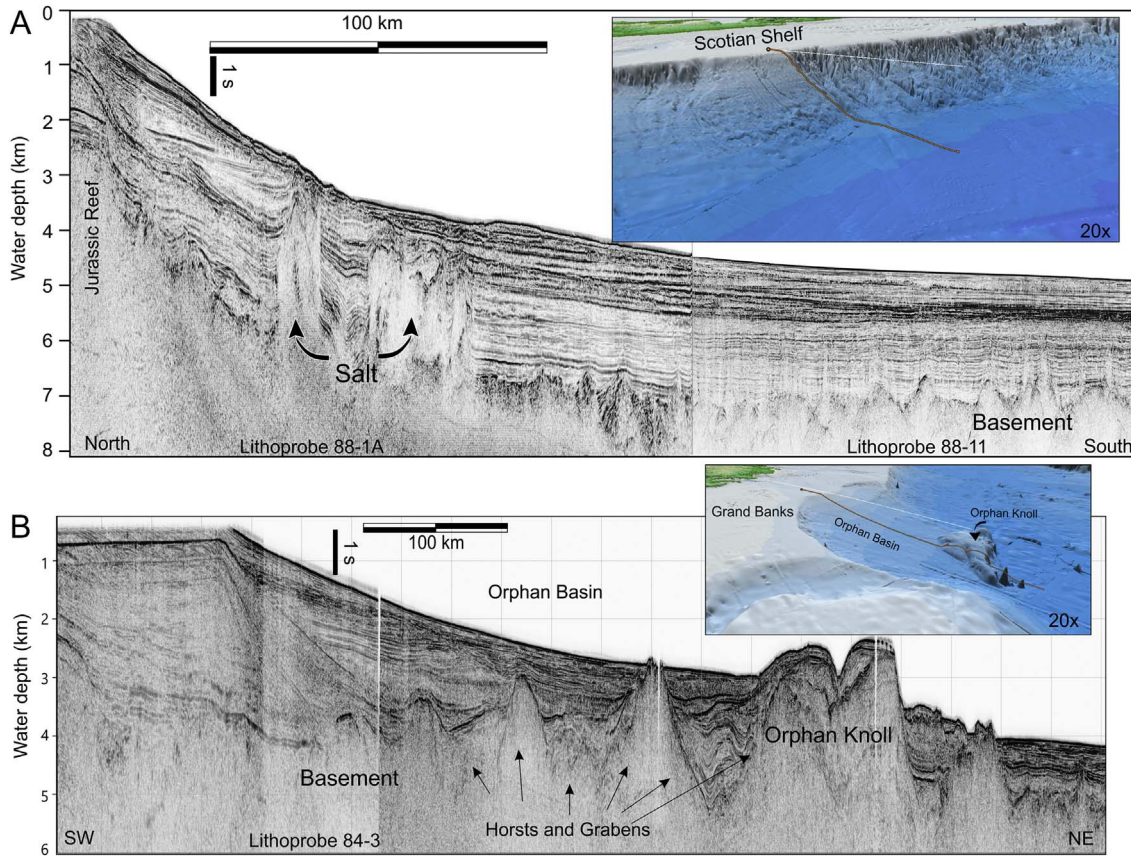 A
100 km
1 s
Water depth (km)
0
1
2
3
4
5
6
7
8
Jurassic Reef
Salt
North
Lithoprobe 88-1A
Lithoprobe 88-11
Basement
South
Scotian Shelf
20x
B
1 s
100 km
Water depth (km)
1
2
3
4
5
6
Orphan Basin
Orphan Knoll
Basement
Horsts and Grabens
SW
Lithoprobe 84-3
NE
Grand Banks
Orphan Basin
Orphan Knoll
20x